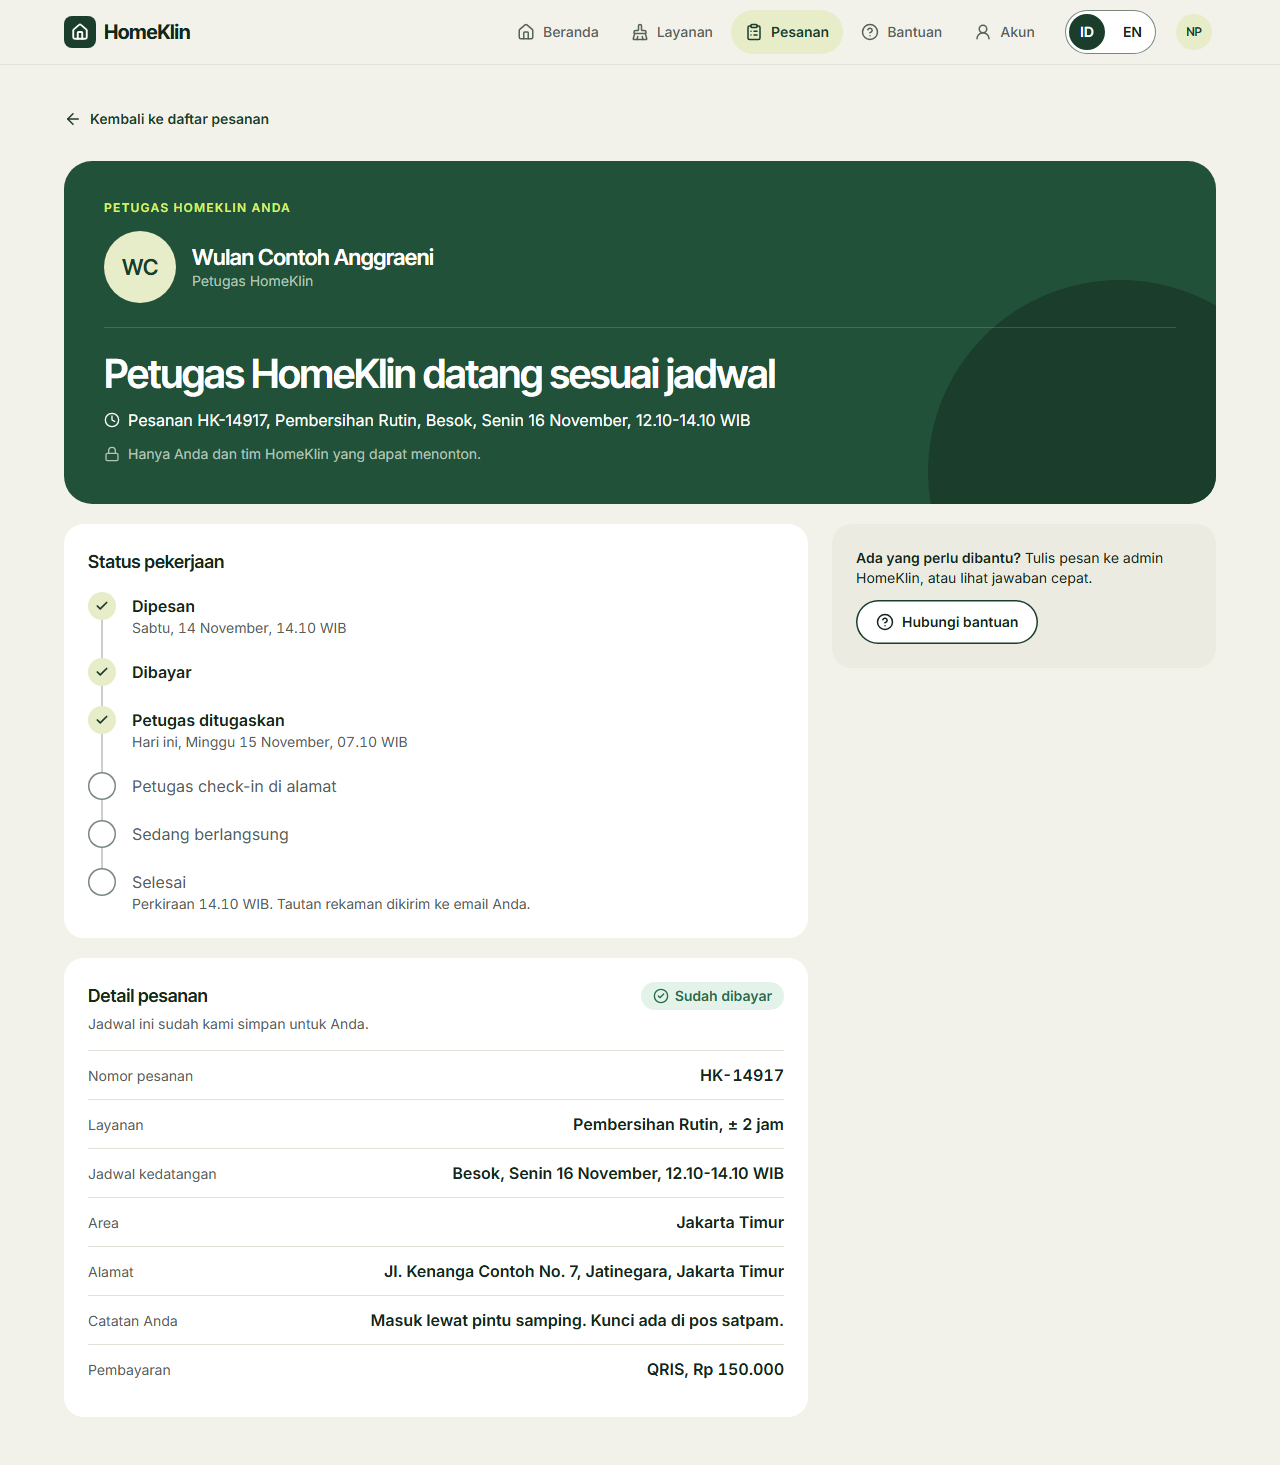 HomeKlin
Beranda
Layanan
Pesanan
Bantuan
Akun
ID
EN
NP
Kembali ke daftar pesanan
PETUGAS HOMEKLIN ANDA
WC
Wulan Contoh Anggraeni
Petugas HomeKlin
Petugas HomeKlin datang sesuai jadwal
Pesanan HK-14917, Pembersihan Rutin, Besok, Senin 16 November, 12.10-14.10 WIB
Hanya Anda dan tim HomeKlin yang dapat menonton.
Status pekerjaan
Dipesan
Sabtu, 14 November, 14.10 WIB
Dibayar
Petugas ditugaskan
Hari ini, Minggu 15 November, 07.10 WIB
Petugas check-in di alamat
Sedang berlangsung
Selesai
Perkiraan 14.10 WIB. Tautan rekaman dikirim ke email Anda.
Ada yang perlu dibantu? Tulis pesan ke admin
HomeKlin, atau lihat jawaban cepat.
Hubungi bantuan
Detail pesanan
Sudah dibayar
Jadwal ini sudah kami simpan untuk Anda.
Nomor pesanan
HK-14917
Layanan
Pembersihan Rutin, ± 2 jam
Jadwal kedatangan
Besok, Senin 16 November, 12.10-14.10 WIB
Area
Jakarta Timur
Alamat
Jl. Kenanga Contoh No. 7, Jatinegara, Jakarta Timur
Catatan Anda
Masuk lewat pintu samping. Kunci ada di pos satpam.
Pembayaran
QRIS, Rp 150.000